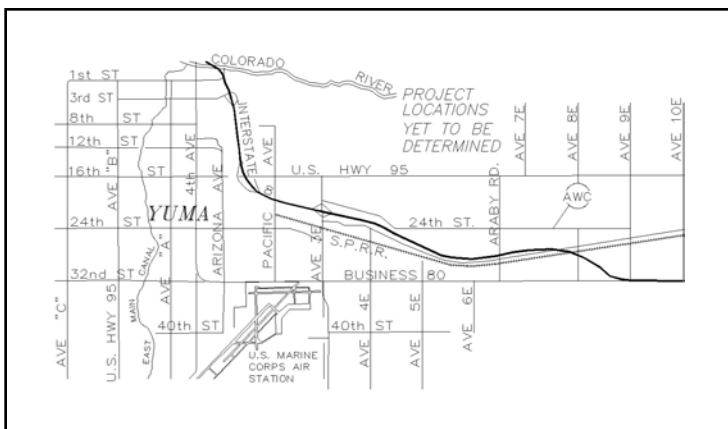 COLORADO
RIVER
1st ST
3rd ST
8th ST
12th ST
16th ST
24th ST
32nd ST
40th ST
PROJECT
LOCATIONS
YET TO BE
DETERMINED
INTERSTATE 8
U.S. HWY 95
YUMA
24th ST.
S.P.R.R.
BUSINESS 80
40th ST
AWC
U.S. MARINE
CORPS AIR
STATION
AVE "C"
U.S. HWY 95
AVE "B"
EAST MAIN CANAL
AVE "A"
4th AVE
ARIZONA AVE
PACIFIC AVE
AVE 3E
AVE 4E
AVE 5E
AVE 6E
ARABY RD.
AVE 7E
AVE 8E
AVE 9E
AVE 10E